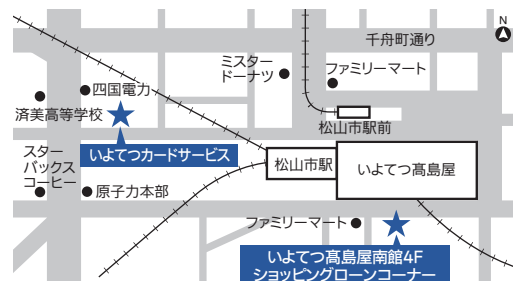 N
千舟町通り
ミスター
ドーナツ
ファミリーマート
四国電力
済美高等学校
松山市駅前
いよてつカードサービス
スター
バックス
コーヒー
松山市駅
いよてつ髙島屋
原子力本部
ファミリーマート
いよてつ髙島屋南館4F
ショッピングローンコーナー